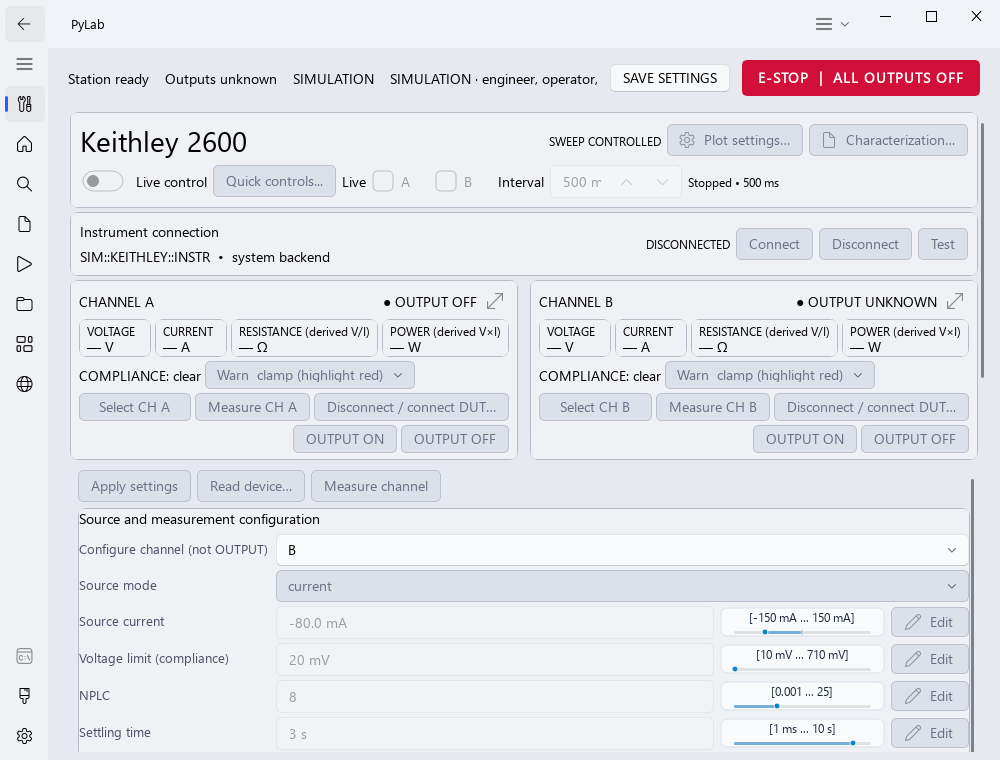 PyLab
Station ready Outputs unknown SIMULATION SIMULATION · engineer, operator, SAVE SETTINGS E-STOP | ALL OUTPUTS OFF
Keithley 2600 SWEEP CONTROLLED Plot settings... Characterization...
Live control Quick controls... Live A B Interval 500 m Stopped • 500 ms
Instrument connection
SIM::KEITHLEY::INSTR • system backend DISCONNECTED Connect Disconnect Test
CHANNEL A ● OUTPUT OFF
VOLTAGE CURRENT RESISTANCE (derived V/I) POWER (derived V×I)
— V — A — Ω — W
COMPLIANCE: clear Warn clamp (highlight red)
Select CH A Measure CH A Disconnect / connect DUT...
OUTPUT ON OUTPUT OFF
CHANNEL B ● OUTPUT UNKNOWN
VOLTAGE CURRENT RESISTANCE (derived V/I) POWER (derived V×I)
— V — A — Ω — W
COMPLIANCE: clear Warn clamp (highlight red)
Select CH B Measure CH B Disconnect / connect DUT...
OUTPUT ON OUTPUT OFF
Apply settings Read device... Measure channel
Source and measurement configuration
Configure channel (not OUTPUT) B
Source mode current
Source current -80.0 mA [-150 mA ... 150 mA] Edit
Voltage limit (compliance) 20 mV [10 mV ... 710 mV] Edit
NPLC 8 [0.001 ... 25] Edit
Settling time 3 s [1 ms ... 10 s] Edit